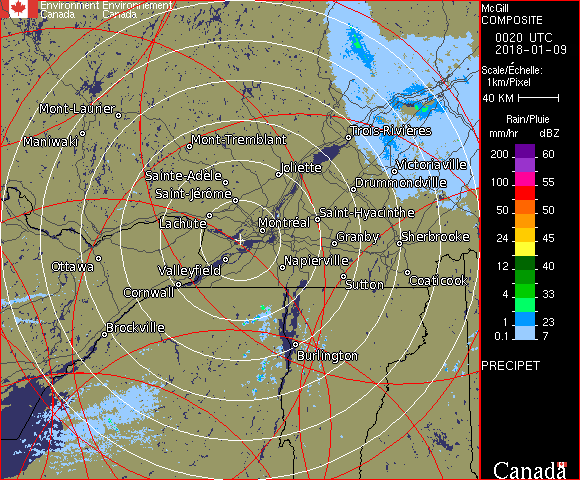 Environment Environnement
Canada Canada
McGill
COMPOSITE
0020 UTC
2018-01-09
Scale/Échelle:
1km/Pixel
40 KM
Rain/Pluie
mm/hr dBZ
200 60
100 55
50 50
24 45
12 40
4 33
1 23
0.1 7
PRECIPET
Canada
Mont-Laurier
Maniwaki
Mont-Tremblant
Trois-Rivières
Sainte-Adèle
Joliette
Victoriaville
Saint-Jérôme
Drummondville
Lachute
Montréal
Saint-Hyacinthe
Granby
Sherbrooke
Ottawa
Valleyfield
Napierville
Cornwall
Sutton
Coaticook
Brockville
Burlington